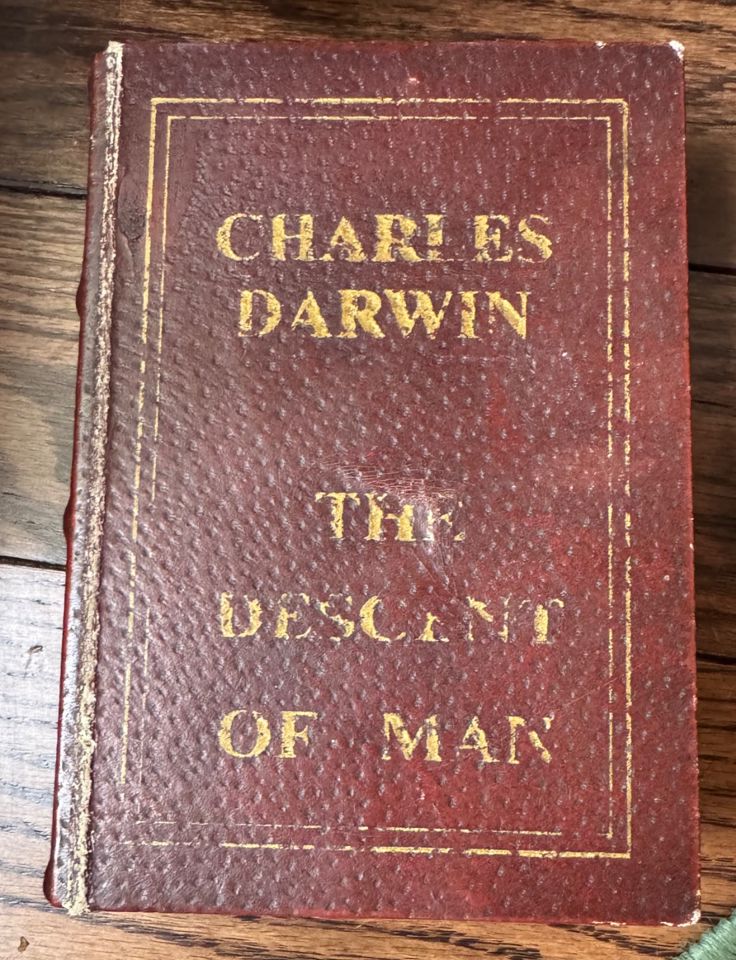 CHARLES
DARWIN
THE
DESCENT
OF MAN